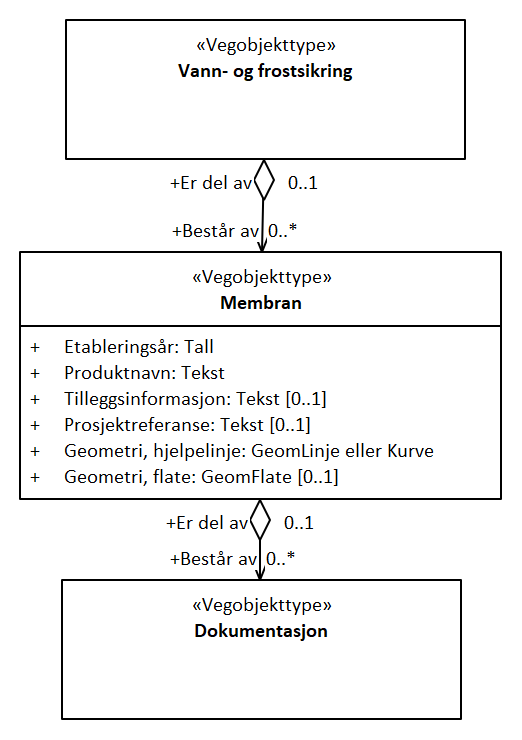 «Vegobjekttype»
Vann- og frostsikring
+Er del av 0..1
+Består av 0..*
«Vegobjekttype»
Membran
+ Etableringsår: Tall
+ Produktnavn: Tekst
+ Tilleggsinformasjon: Tekst [0..1]
+ Prosjektreferanse: Tekst [0..1]
+ Geometri, hjelpelinje: GeomLinje eller Kurve
+ Geometri, flate: GeomFlate [0..1]
+Er del av 0..1
+Består av 0..*
«Vegobjekttype»
Dokumentasjon